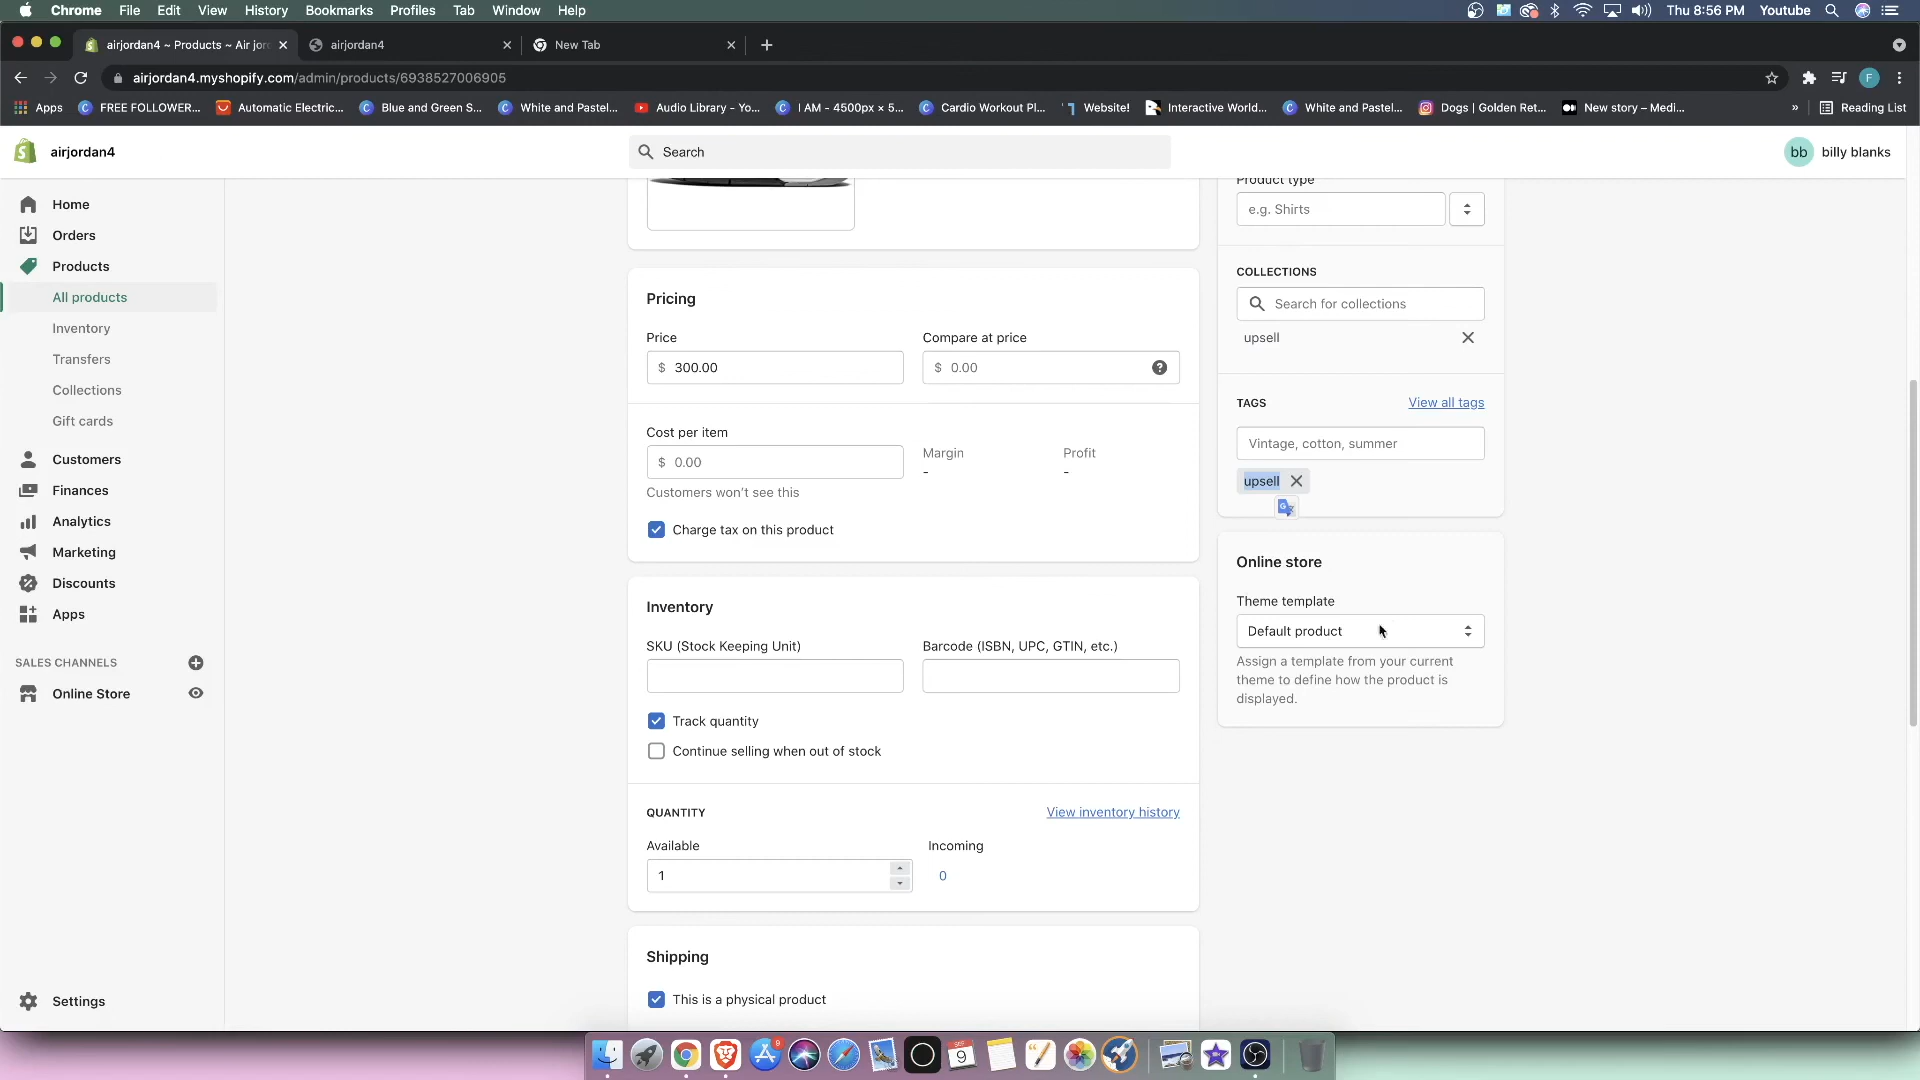 Chrome File Edit View History Bookmarks Profiles Tab Window Help
Thu 8:56 PM Youtube
airjordan4 ~ Products ~ Air jor
airjordan4
New Tab
airjordan4.myshopify.com/admin/products/6938527006905
F
Apps
FREE FOLLOWER...
Automatic Electric...
Blue and Green S...
White and Pastel...
Audio Library - Yo...
I AM - 4500px × 5...
Cardio Workout Pl...
Website!
Interactive World...
White and Pastel...
Dogs | Golden Ret...
New story – Medi...
»
Reading List
airjordan4
Search
bb billy blanks
Home
Orders
Products
All products
Inventory
Transfers
Collections
Gift cards
Customers
Finances
Analytics
Marketing
Discounts
Apps
SALES CHANNELS
Online Store
Settings
Pricing
Price
$ 300.00
Compare at price
$ 0.00
Cost per item
$ 0.00
Customers won't see this
Margin
-
Profit
-
Charge tax on this product
Inventory
SKU (Stock Keeping Unit)
Barcode (ISBN, UPC, GTIN, etc.)
Track quantity
Continue selling when out of stock
QUANTITY
View inventory history
Available
1
Incoming
0
Shipping
This is a physical product
Product type
e.g. Shirts
COLLECTIONS
Search for collections
upsell
TAGS
View all tags
Vintage, cotton, summer
upsell
Online store
Theme template
Default product
Assign a template from your current
theme to define how the product is
displayed.
9
SEP
9